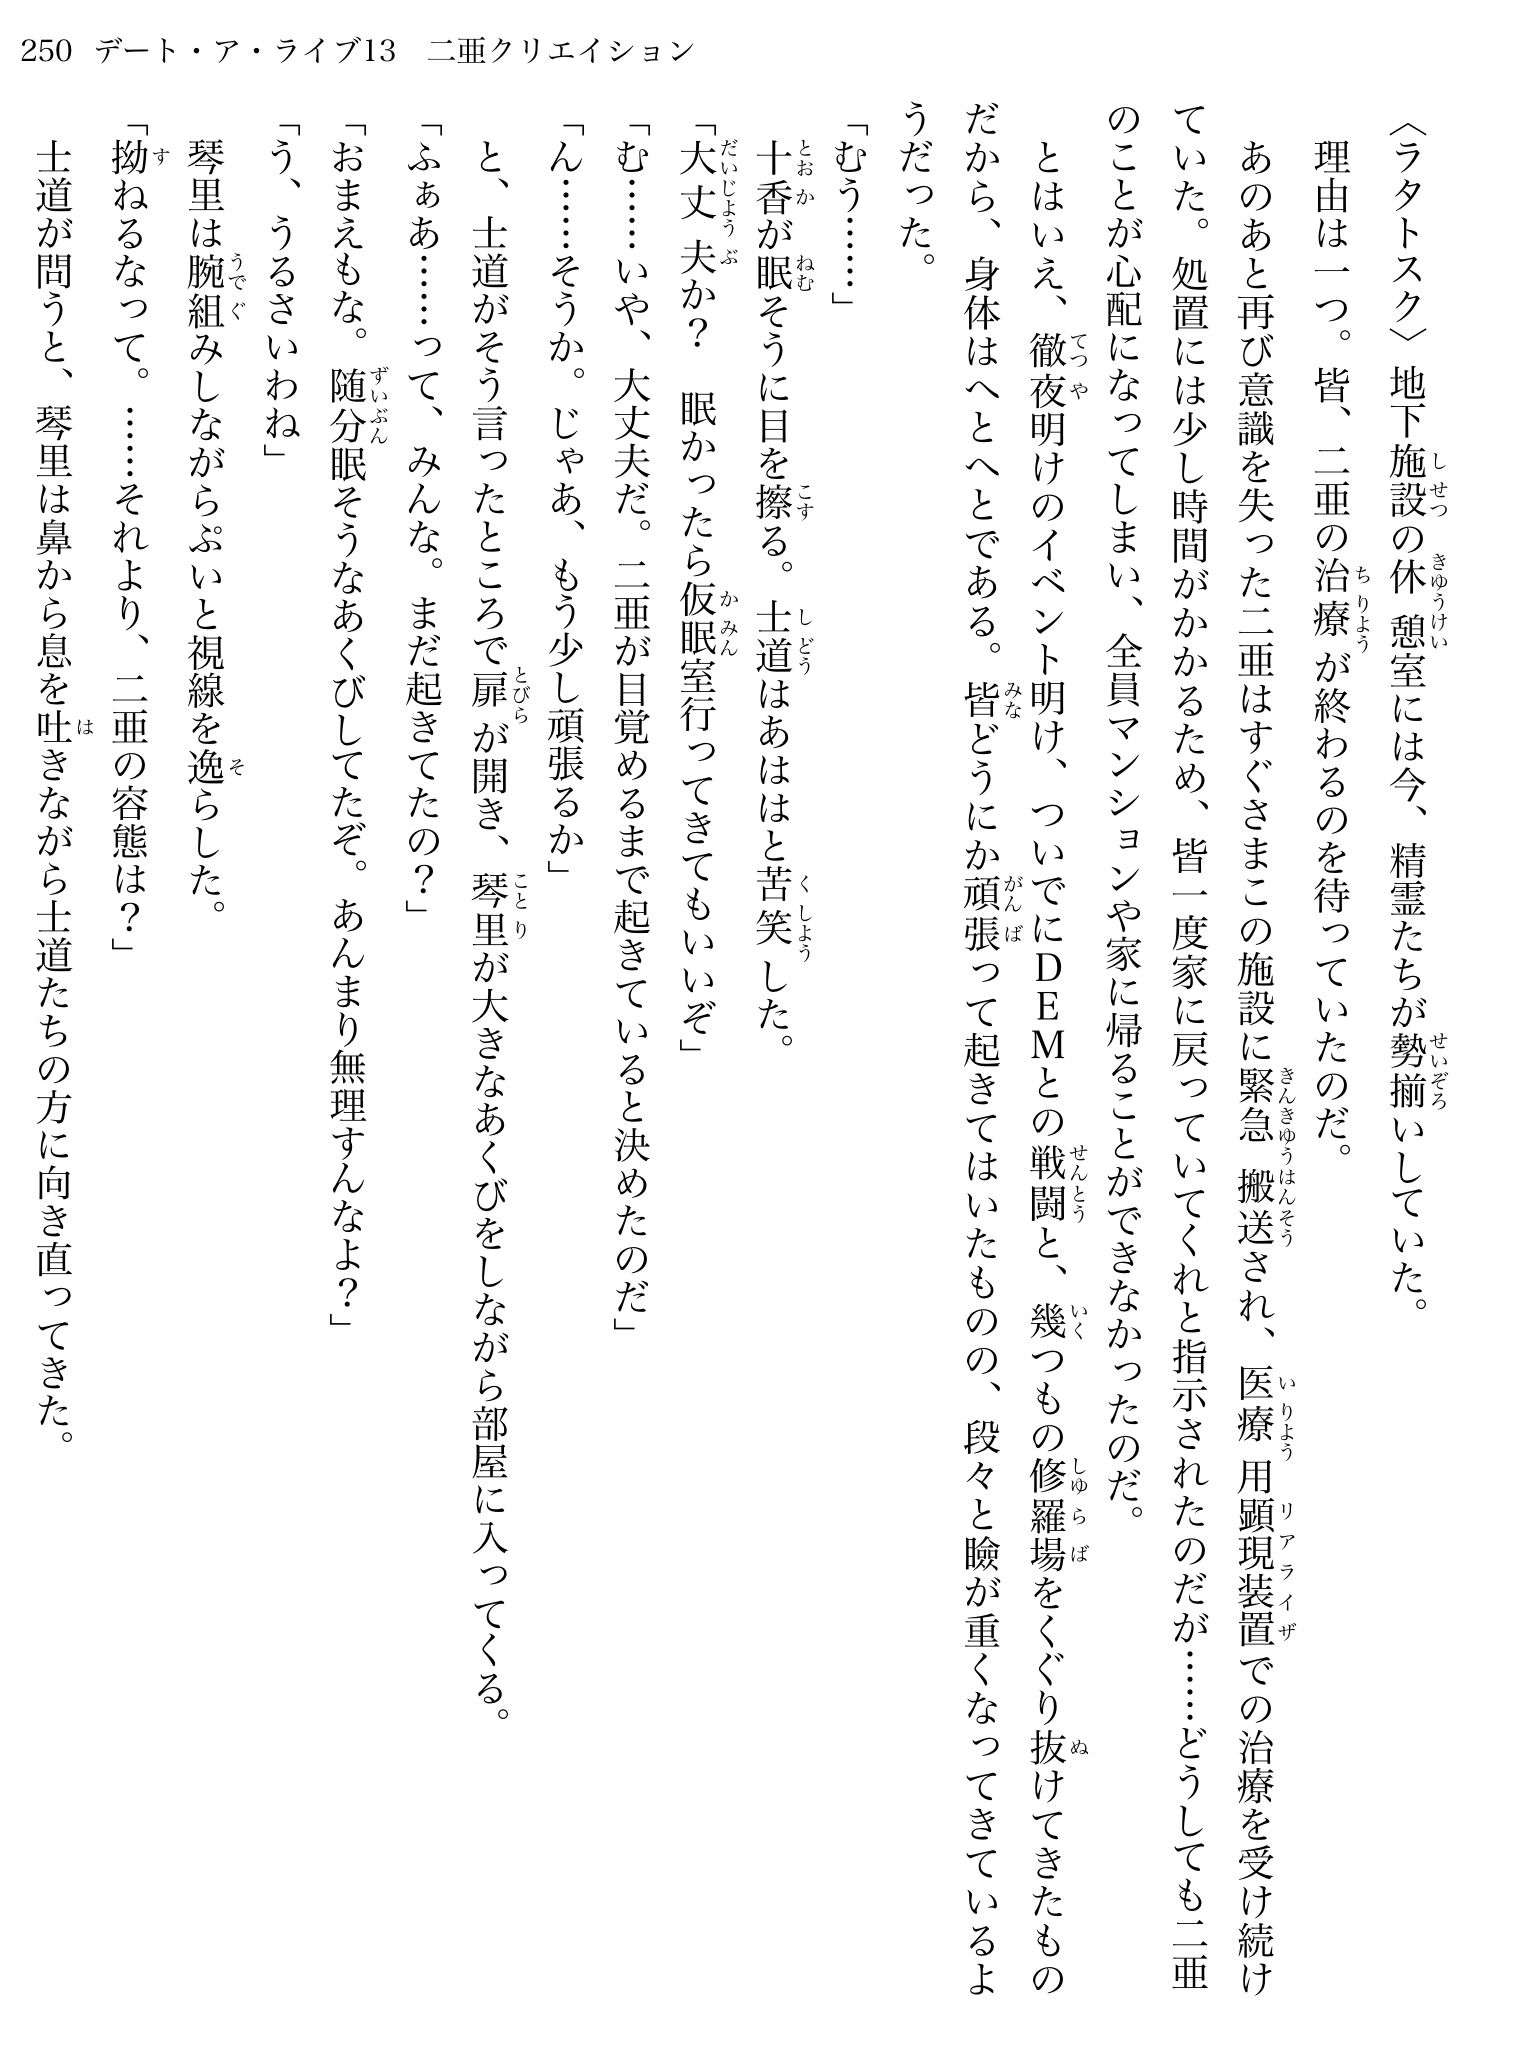 250 デート・ア・ライブ13　二亜クリエイション
〈ラタトスク〉地下施設の休憩室には今、精霊たちが勢揃いしていた。
理由は一つ。皆、二亜の治療が終わるのを待っていたのだ。
あのあと再び意識を失った二亜はすぐさまこの施設に緊急搬送され、医療用顕現装置での治療を受け続け
ていた。処置には少し時間がかかるため、皆一度家に戻っていてくれと指示されたのだが……どうしても二亜
のことが心配になってしまい、全員マンションや家に帰ることができなかったのだ。
とはいえ、徹夜明けのイベント明け、ついでにDEMとの戦闘と、幾つもの修羅場をくぐり抜けてきたもの
だから、身体はへとへとである。皆どうにか頑張って起きてはいたものの、段々と瞼が重くなってきているよ
うだった。
「むう……」
十香が眠そうに目を擦る。士道はあははと苦笑した。
「大丈夫か？　眠かったら仮眠室行ってきてもいいぞ」
「む……いや、大丈夫だ。二亜が目覚めるまで起きていると決めたのだ」
「ん……そうか。じゃあ、もう少し頑張るか」
と、士道がそう言ったところで扉が開き、琴里が大きなあくびをしながら部屋に入ってくる。
「ふぁあ……って、みんな。まだ起きてたの？」
「おまえもな。随分眠そうなあくびしてたぞ。あんまり無理すんなよ？」
「う、うるさいわね」
琴里は腕組みしながらぷいと視線を逸らした。
「拗ねるなって。……それより、二亜の容態は？」
士道が問うと、琴里は鼻から息を吐きながら士道たちの方に向き直ってきた。